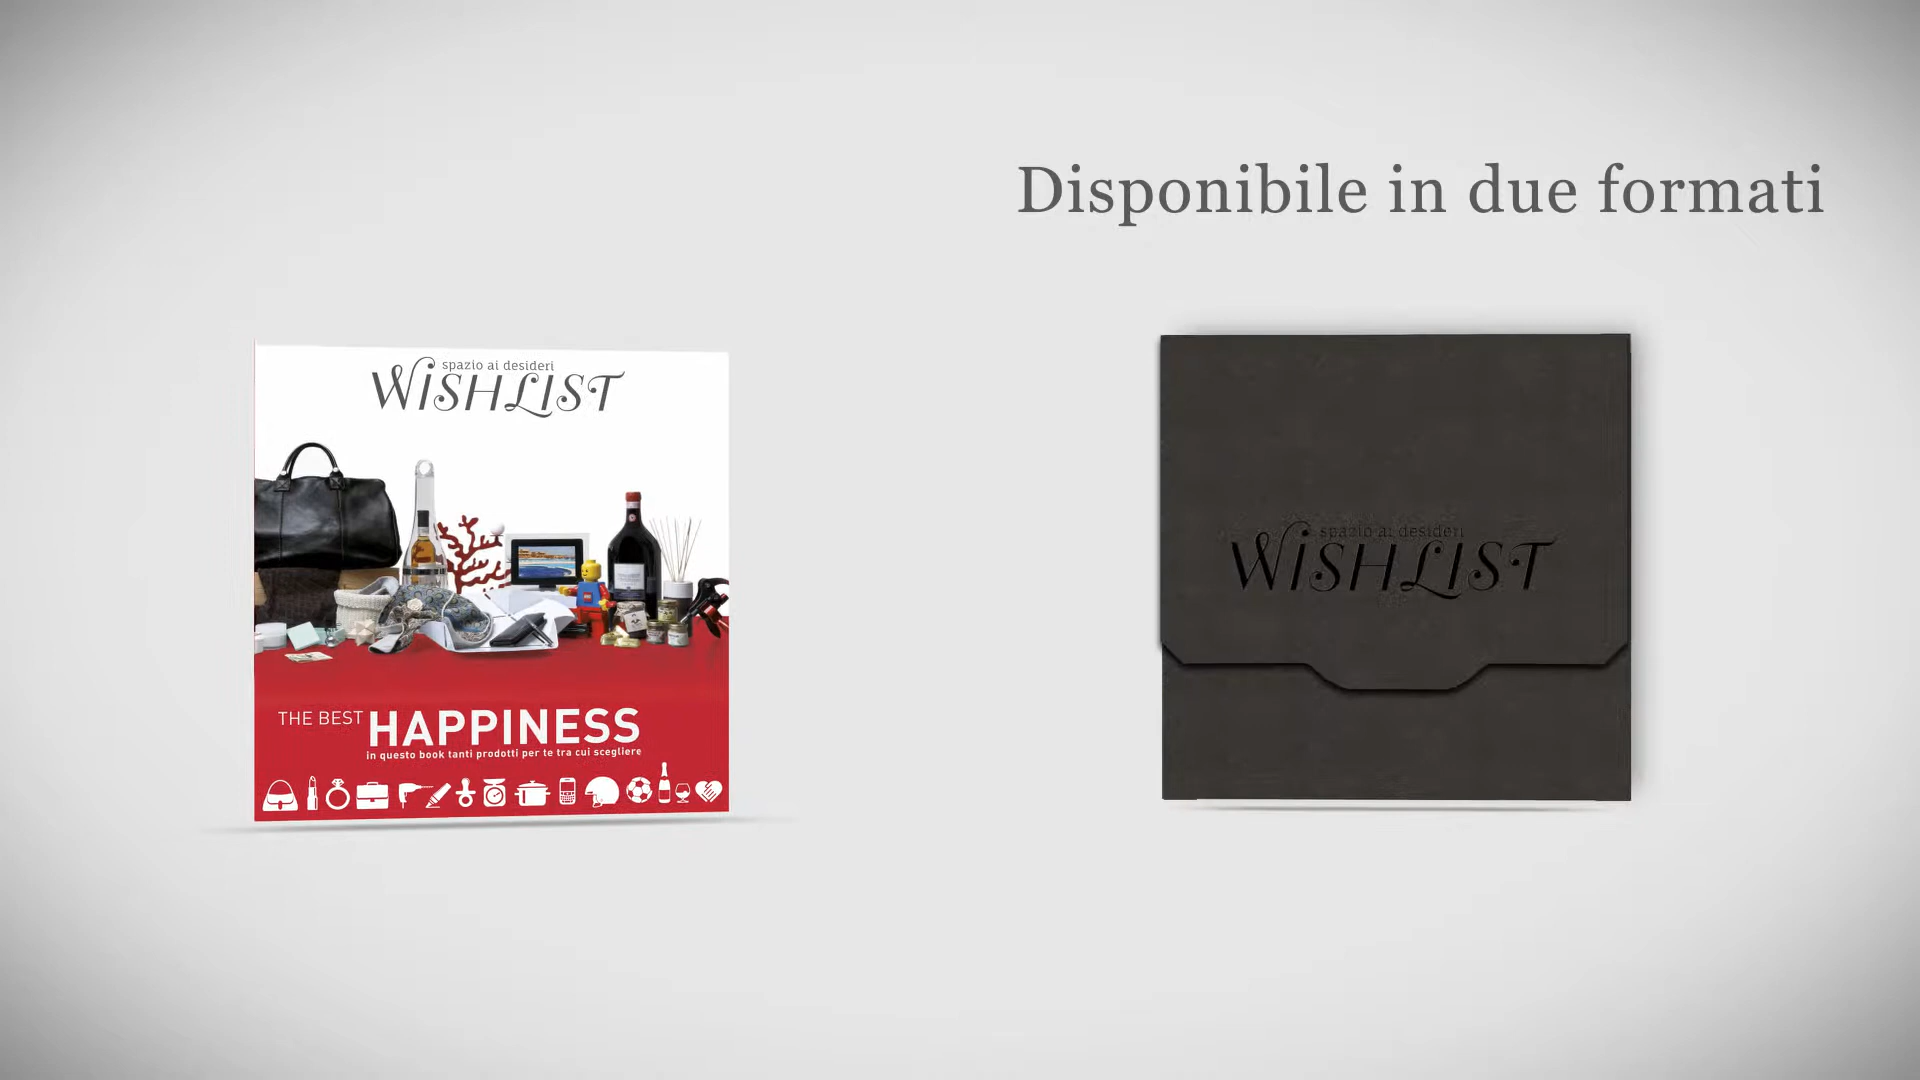 Disponibile in due formati
spazio ai desideri
WISHLIST
THE BEST HAPPINESS
in questo book tanti prodotti per te tra cui scegliere
spazio ai desideri
WISHLIST